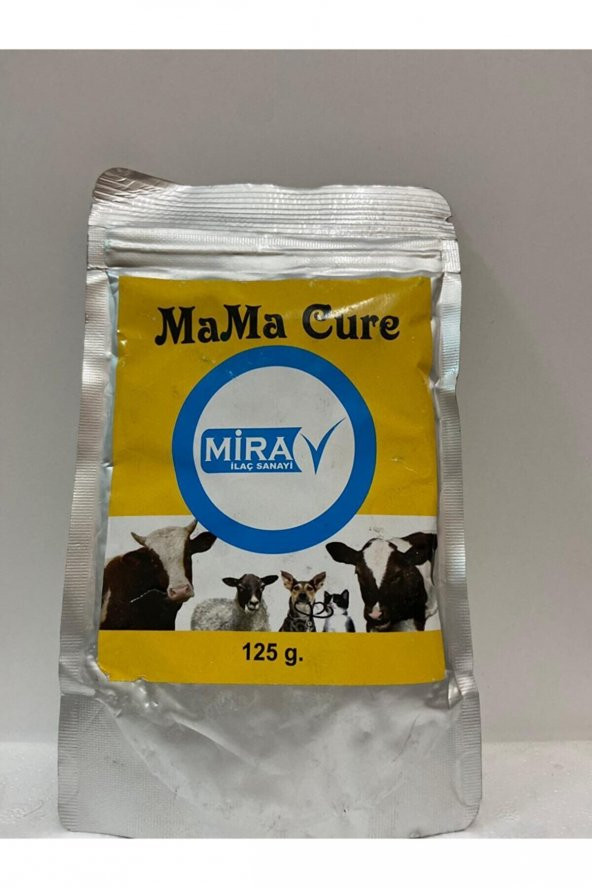 MaMa Cure
MİRA
İLAÇ SANAYİ
125 g.